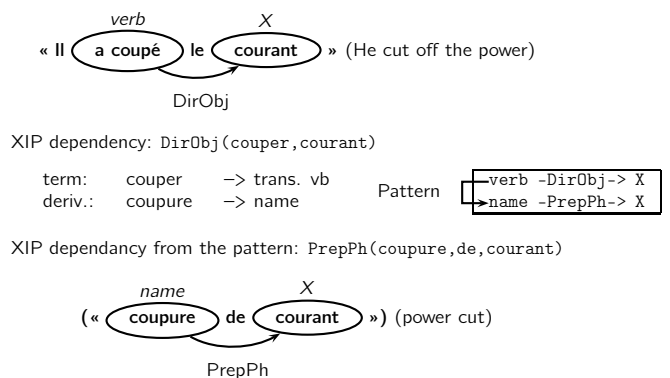 verb X
« Il a coupé le courant » (He cut off the power)
DirObj
XIP dependency: DirObj(couper,courant)
term: couper —> trans. vb
deriv.: coupure —> name
Pattern
verb -DirObj-> X
name -PrepPh-> X
XIP dependancy from the pattern: PrepPh(coupure,de,courant)
name X
(« coupure de courant ») (power cut)
PrepPh